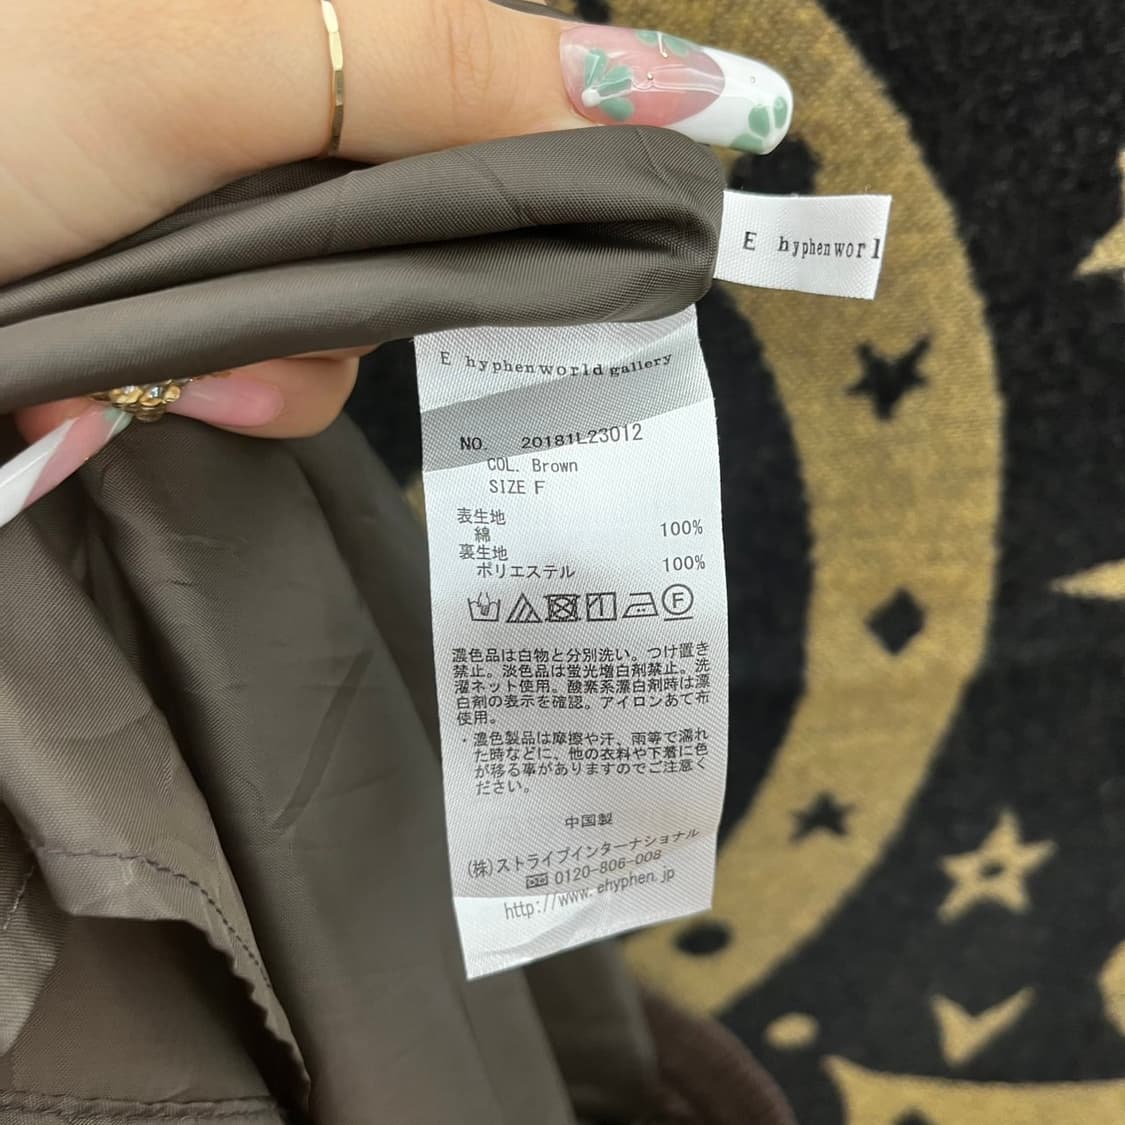 E hyphenworl
E hyphenworld gallery
NO. 20181L23012
COL. Brown
SIZE F
表生地
綿 100%
裏生地
ポリエステル 100%
F
濃色品は白物と分別洗い。つけ置き
禁止。淡色品は蛍光増白剤禁止。洗
濯ネット使用。酸素系漂白剤時は漂
白剤の表示を確認。アイロンあて布
使用。
・濃色製品は摩擦や汗、雨等で濡れ
た時などに、他の衣料や下着に色
が移る事がありますのでご注意く
ださい。
中国製
(株)ストライプインターナショナル
0120-806-008
http://www.ehyphen.jp